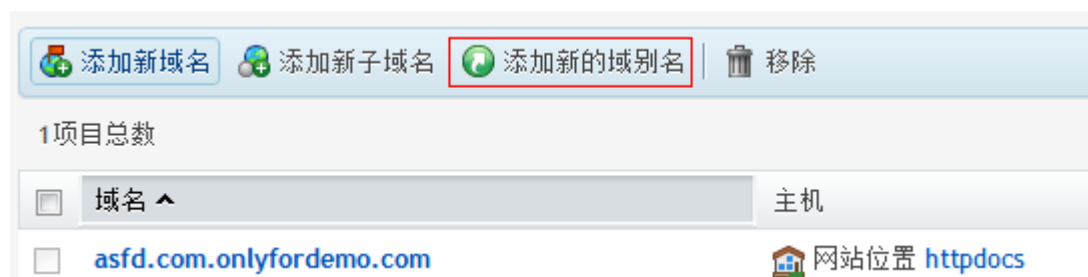 添加新域名 添加新子域名 添加新的域别名 移除
1项目总数
域名 主机
asfd.com.onlyfordemo.com 网站位置 httpdocs